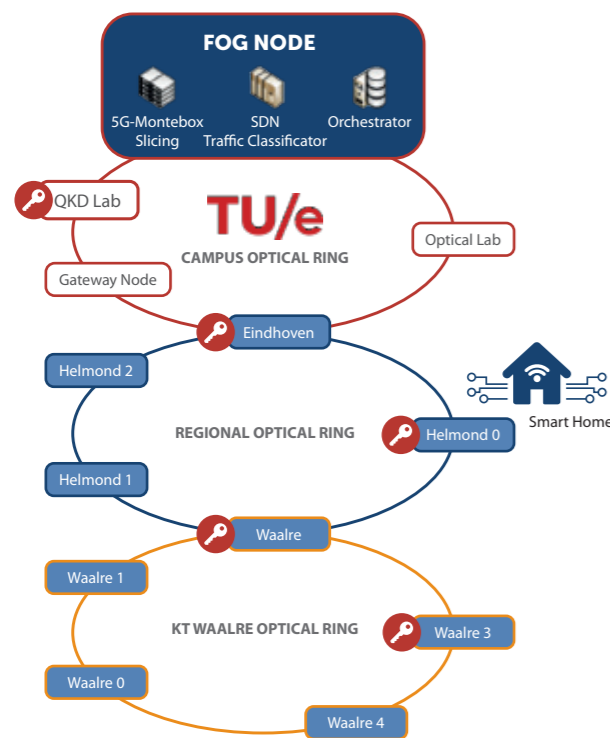 FOG NODE
5G-Montebox
Slicing
SDN
Traffic Classificator
Orchestrator
QKD Lab
TU/e
CAMPUS OPTICAL RING
Optical Lab
Gateway Node
Eindhoven
Helmond 2
Smart Home
REGIONAL OPTICAL RING
Helmond 0
Helmond 1
Waalre
Waalre 1
KT WAALRE OPTICAL RING
Waalre 3
Waalre 0
Waalre 4